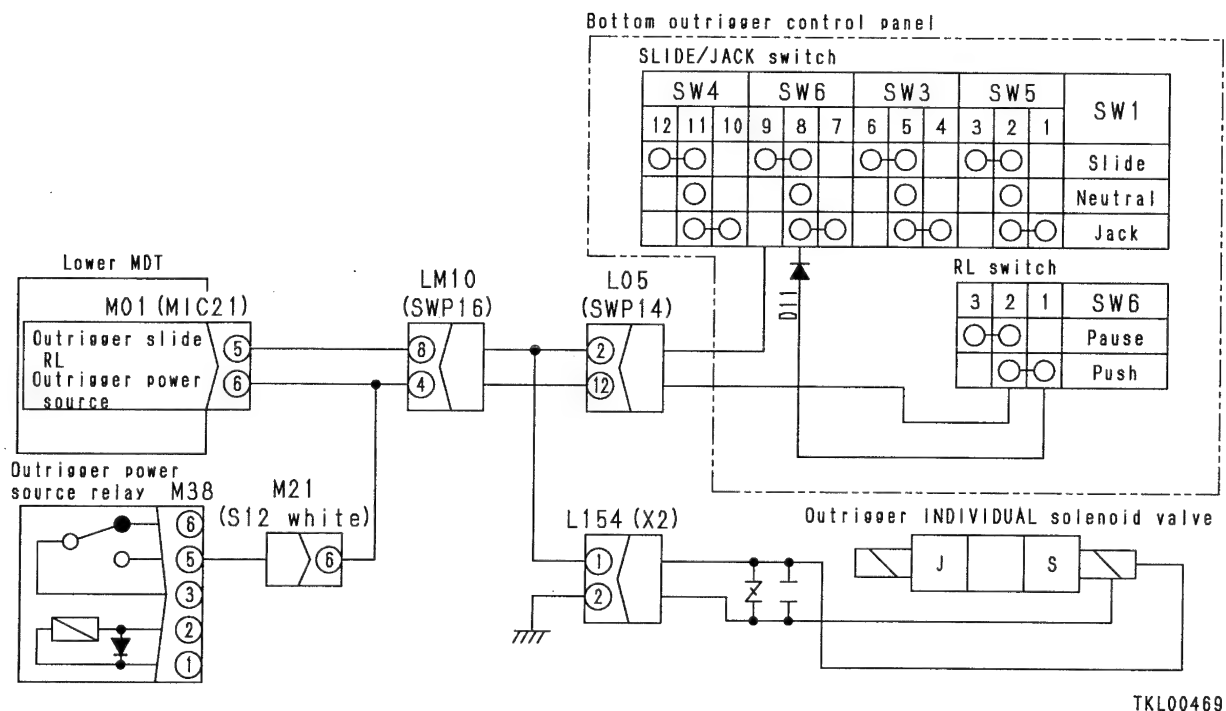 Bottom outrigger control panel
SLIDE/JACK switch
SW4 SW6 SW3 SW5 SW1
12 11 10 9 8 7 6 5 4 3 2 1
Slide
Neutral
Jack
RL switch
3 2 1 SW6
Pause
Push
D11
Lower MDT
M01 (MIC21)
Outrigger slide RL
5
Outrigger power source
6
LM10
(SWP16)
8
4
L05
(SWP14)
2
12
Outrigger power source relay
M38
6
5
3
2
1
M21
(S12 white)
6
L154 (X2)
1
2
Outrigger INDIVIDUAL solenoid valve
J S
TKL00469